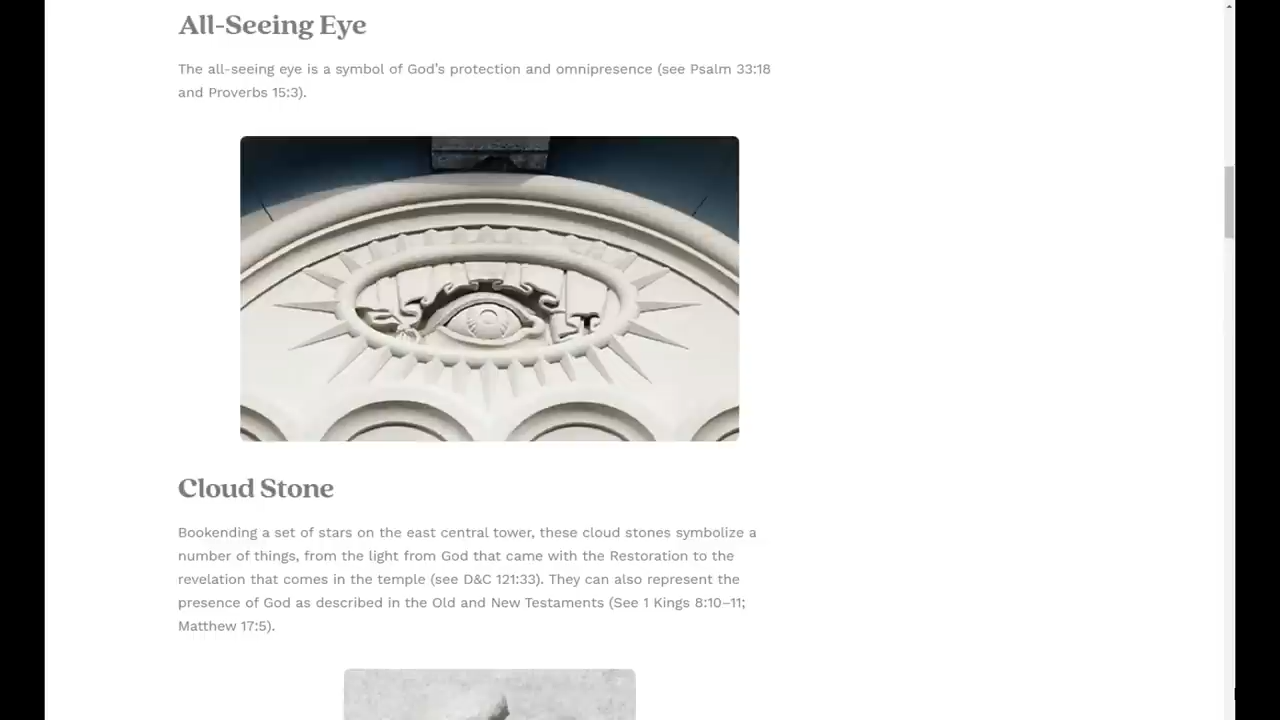 All-Seeing Eye
The all-seeing eye is a symbol of God's protection and omnipresence (see Psalm 33:18
and Proverbs 15:3).
Cloud Stone
Bookending a set of stars on the east central tower, these cloud stones symbolize a
number of things, from the light from God that came with the Restoration to the
revelation that comes in the temple (see D&C 121:33). They can also represent the
presence of God as described in the Old and New Testaments (See 1 Kings 8:10–11;
Matthew 17:5).